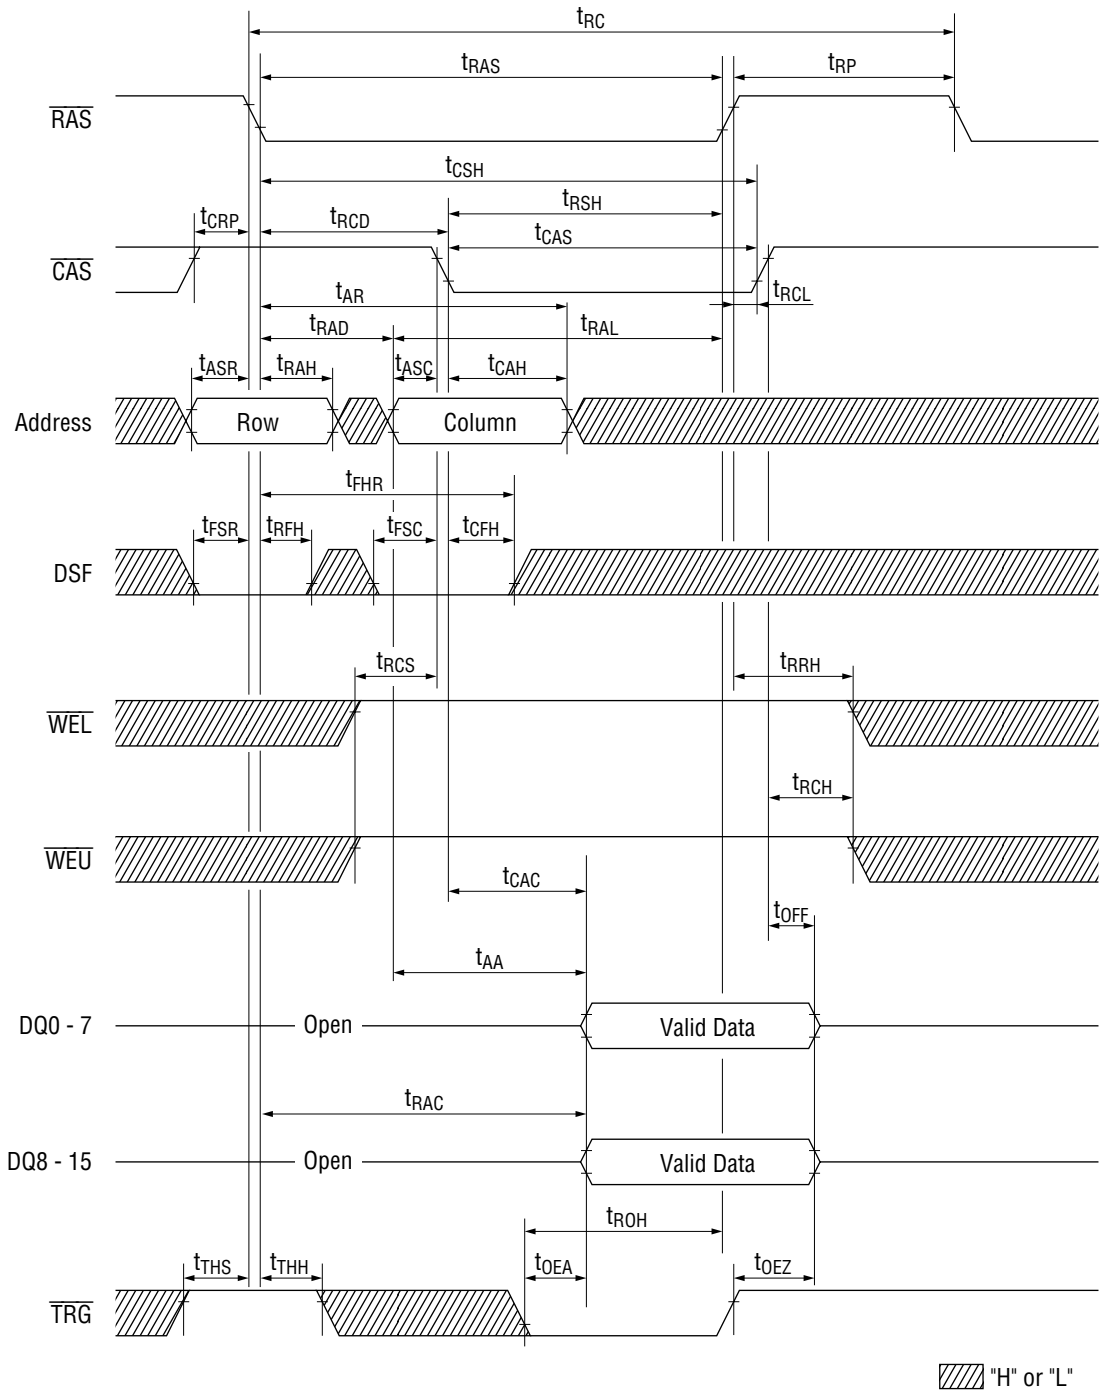 tRC
tRAS
tRP
RAS
tCSH
tRSH
tCRP
tRCD
tCAS
CAS
tAR
tRCL
tRAD
tRAL
tASR
tRAH
tASC
tCAH
Address
Row
Column
tFHR
tFSR
tRFH
tFSC
tCFH
DSF
tRCS
tRRH
WEL
tRCH
WEU
tCAC
tOFF
tAA
DQ0 - 7
Open
Valid Data
tRAC
DQ8 - 15
Open
Valid Data
tROH
tTHS
tTHH
tOEA
tOEZ
TRG
"H" or "L"